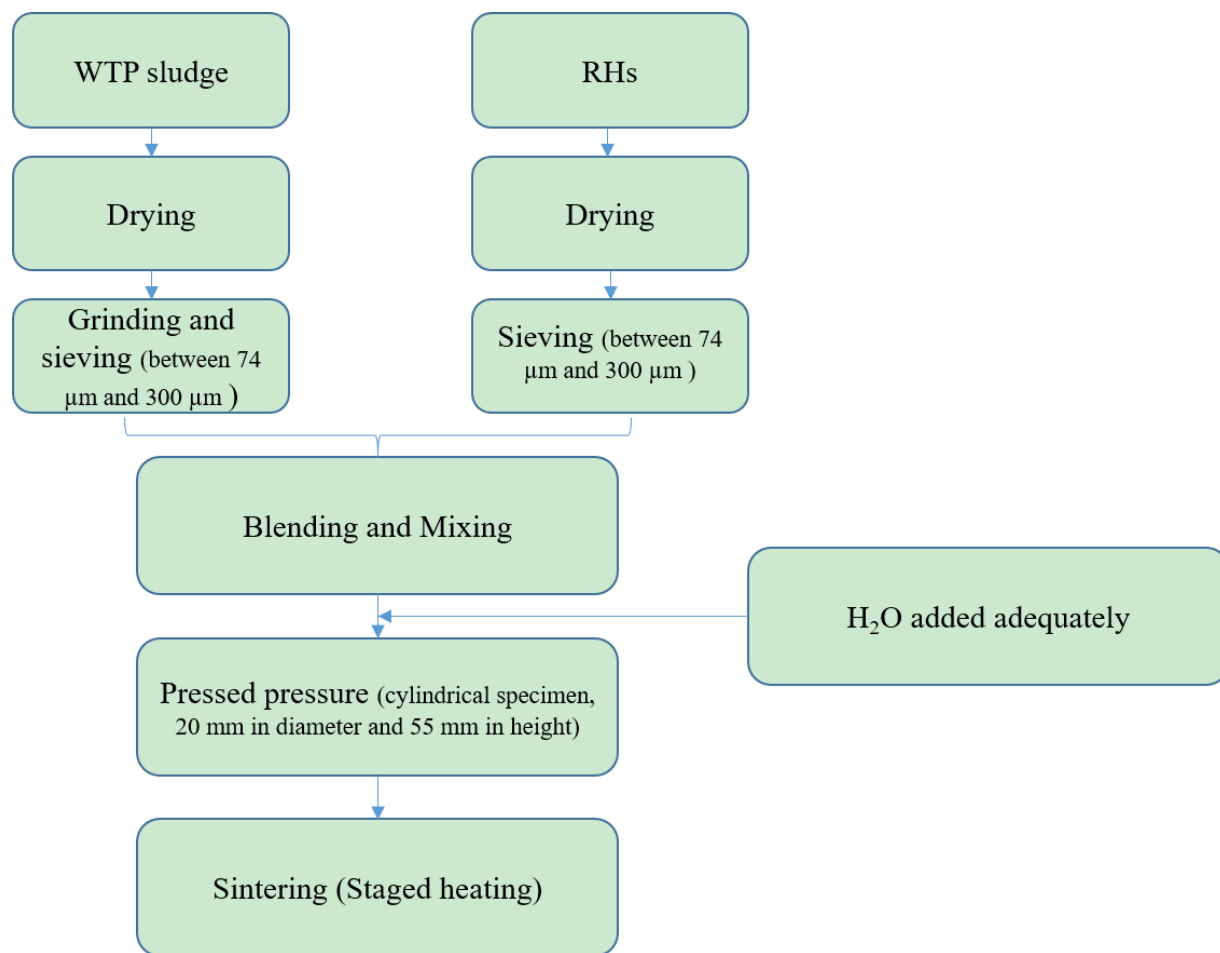 WTP sludge
RHs
Drying
Drying
Grinding and
sieving (between 74
µm and 300 µm )
Sieving (between 74
µm and 300 µm )
Blending and Mixing
H₂O added adequately
Pressed pressure (cylindrical specimen,
20 mm in diameter and 55 mm in height)
Sintering (Staged heating)